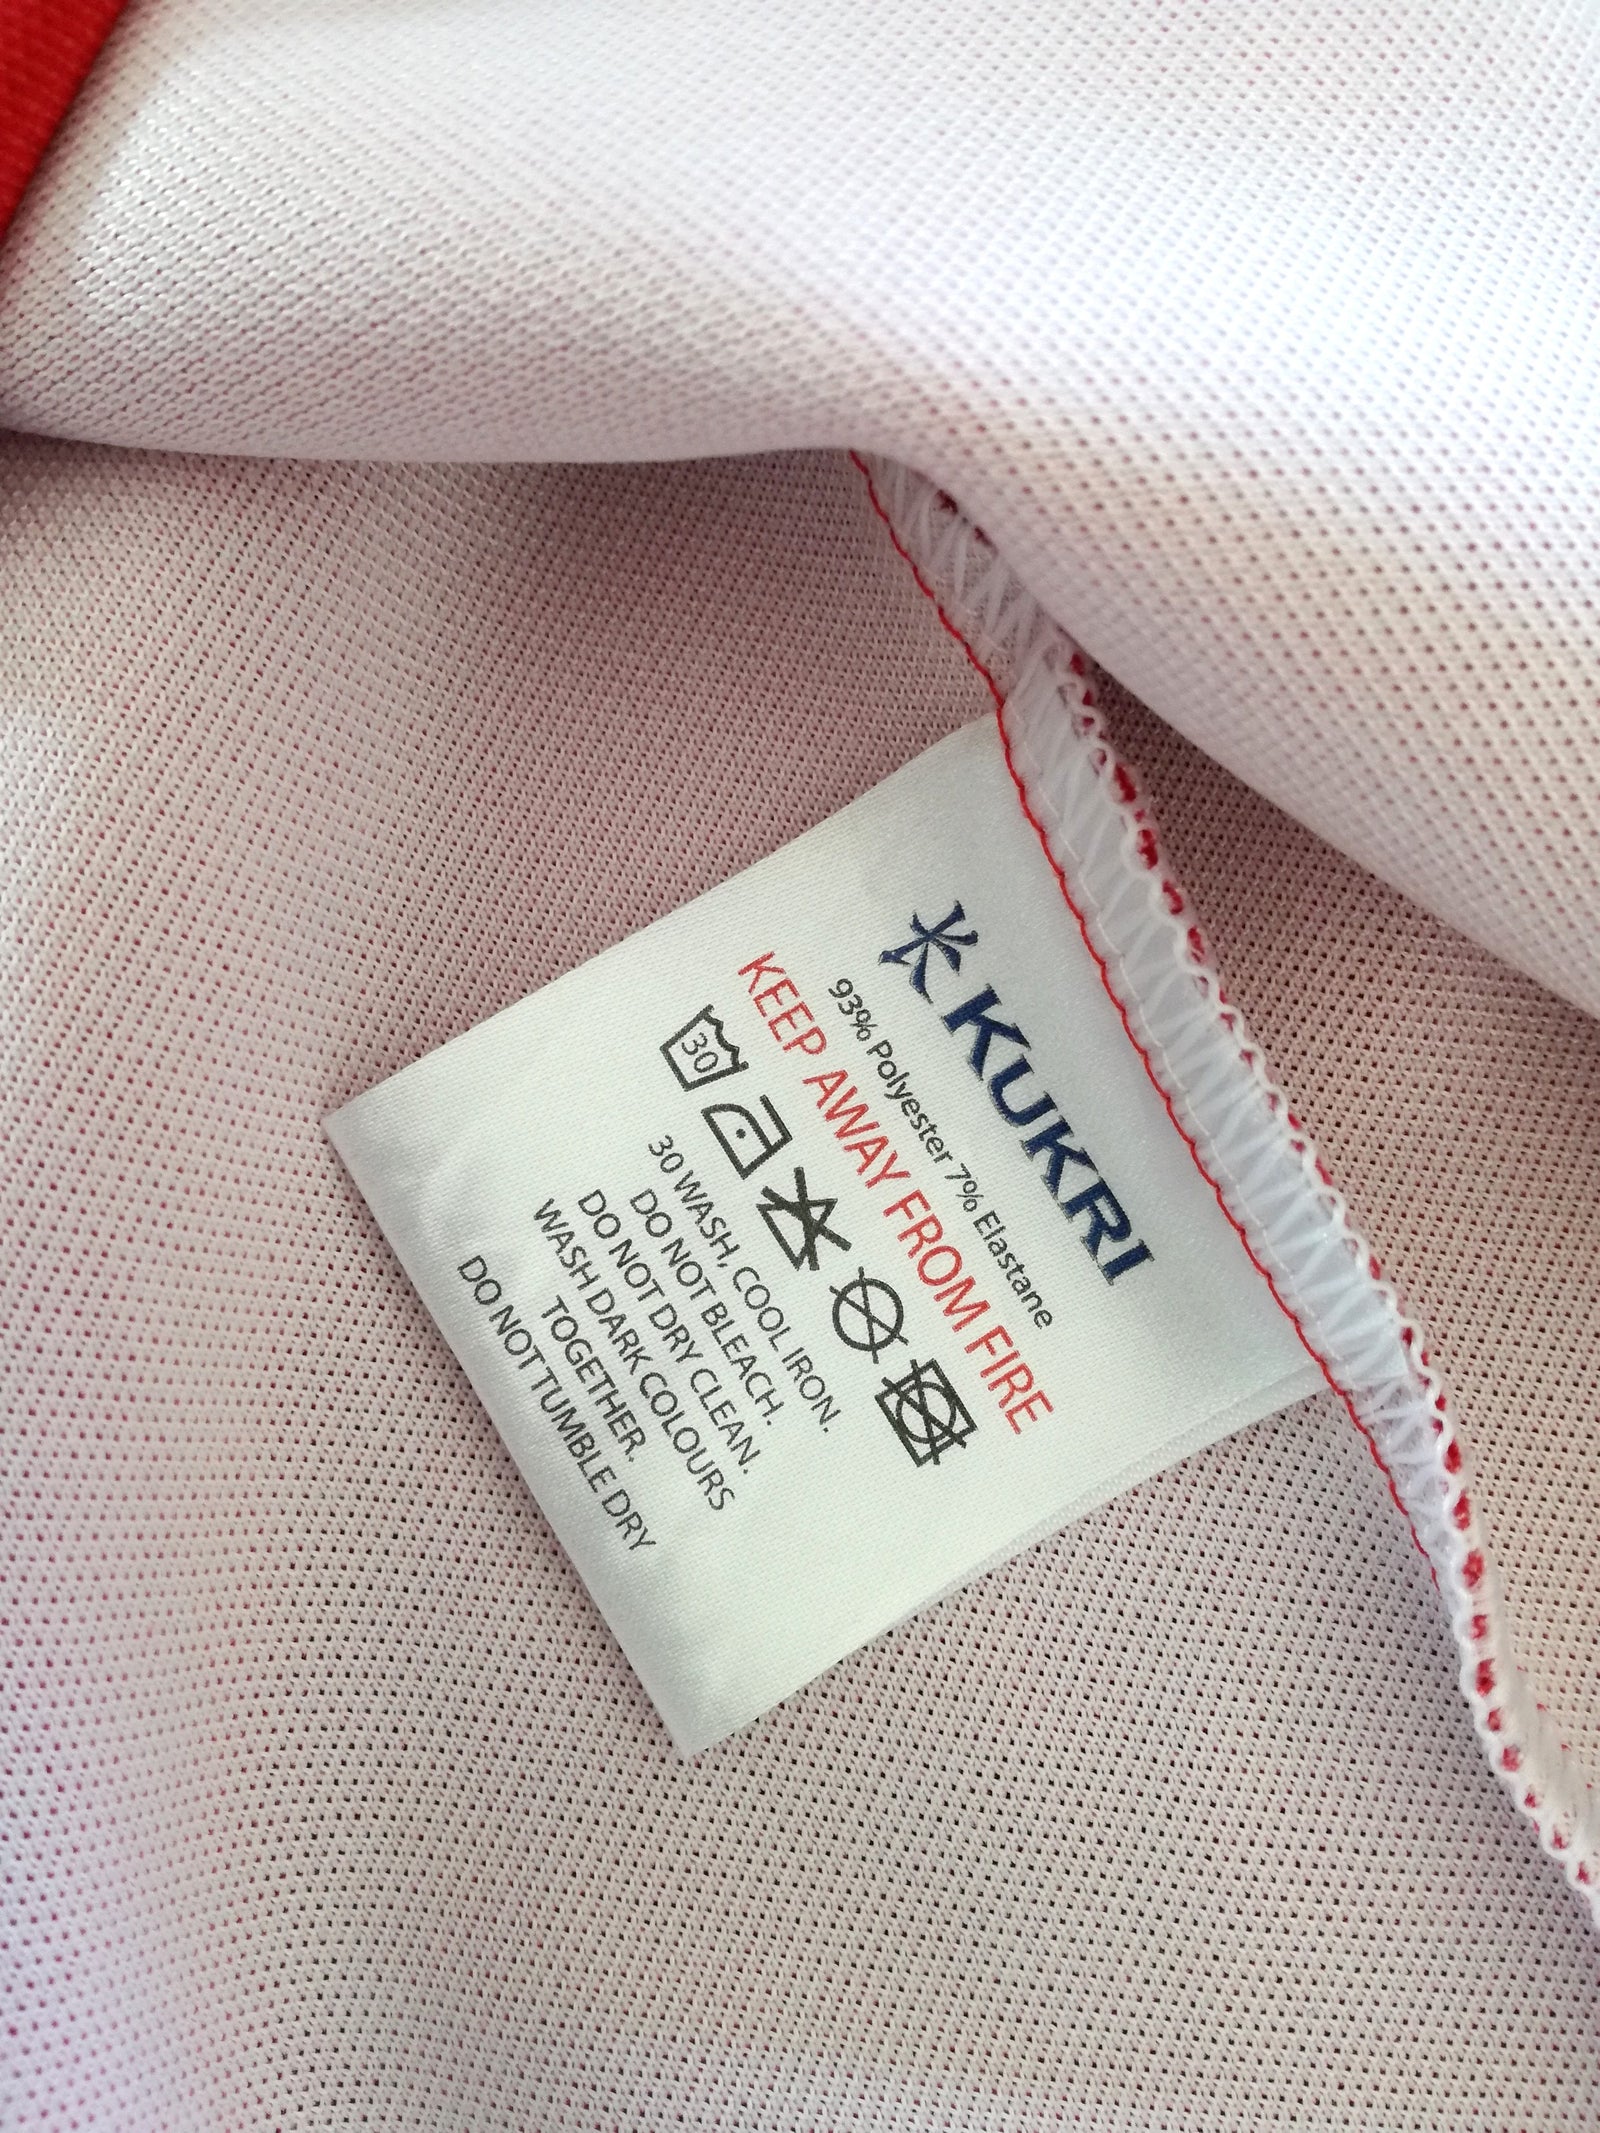 KUKRI
93% Polyester 7% Elastane
KEEP AWAY FROM FIRE
30
30 WASH, COOL IRON.
DO NOT BLEACH.
DO NOT DRY CLEAN.
WASH DARK COLOURS
TOGETHER.
DO NOT TUMBLE DRY